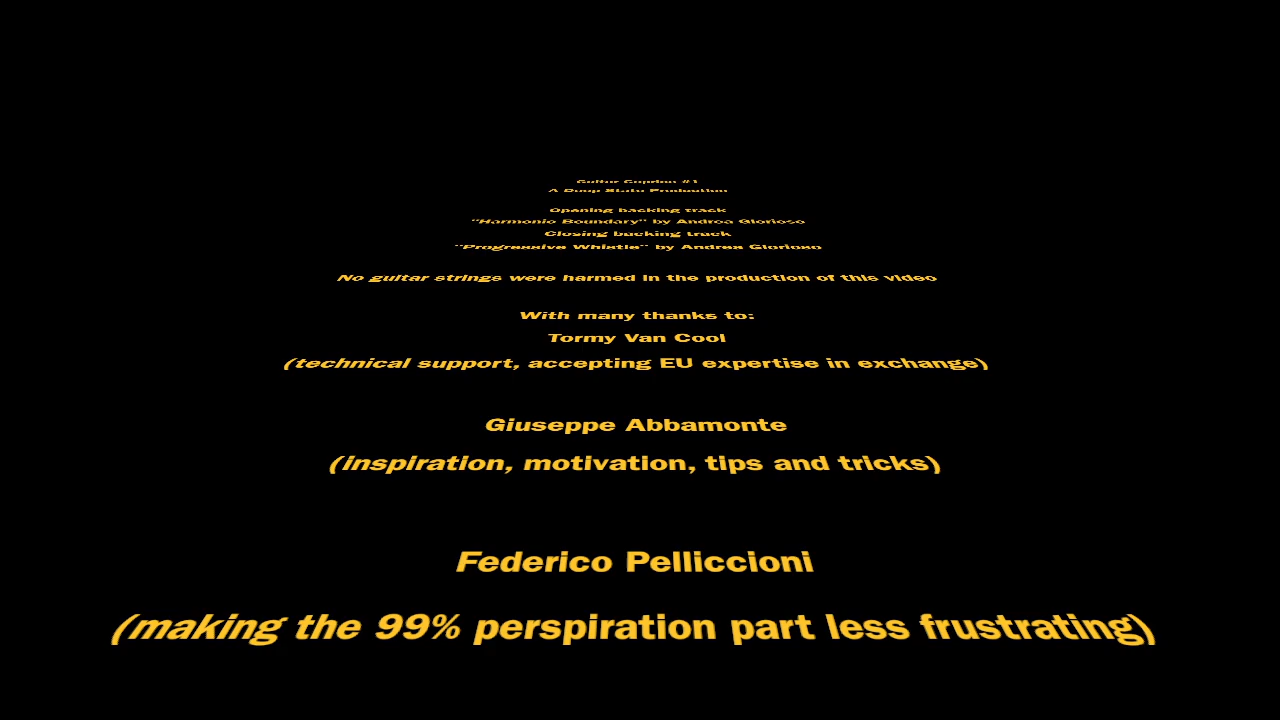 Guitar #1
A Deep State Production
Opening backing track
"Harmonic Boundary" by Andrea Glorioso
Closing backing track
"Progressive Whistle" by Andrea Glorioso
No guitar strings were harmed in the production of this video
With many thanks to:
Tormy Van Cool
(technical support, accepting EU expertise in exchange)
Giuseppe Abbamonte
(inspiration, motivation, tips and tricks)
Federico Pelliccioni
(making the 99% perspiration part less frustrating)